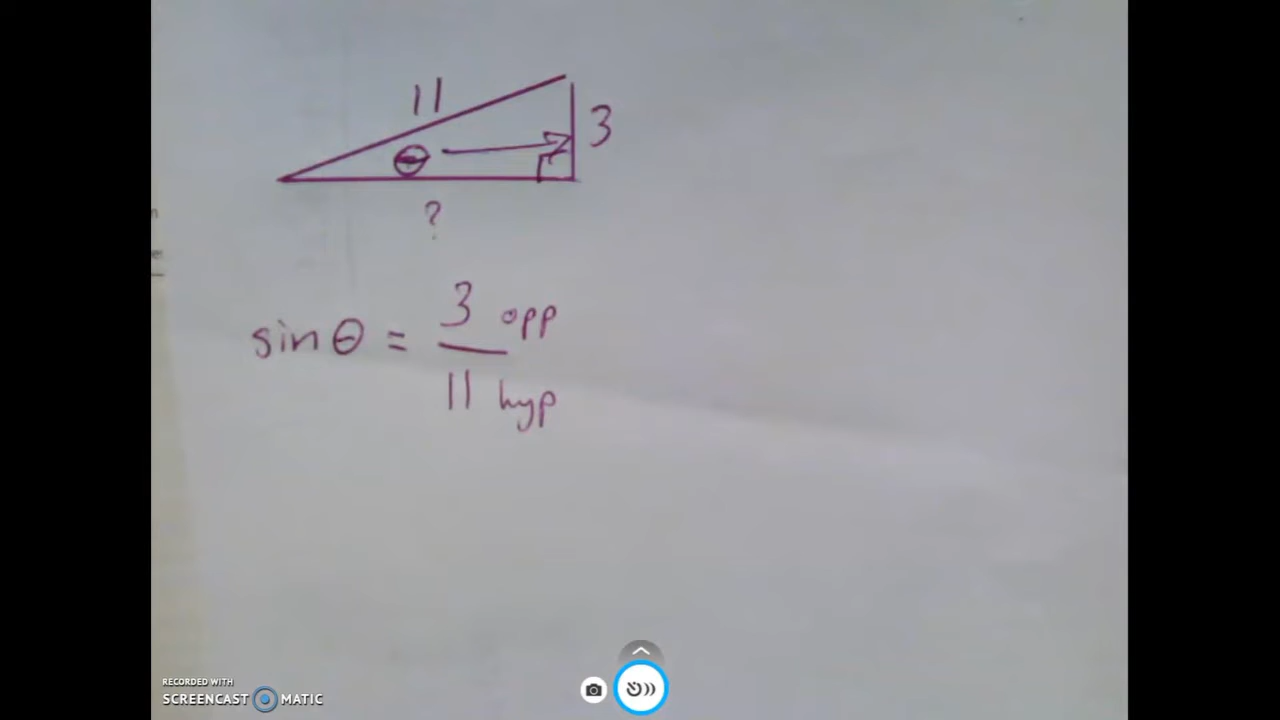 11
3
θ
?
sin θ = 3 opp
11 hyp
RECORDED WITH
SCREENCAST MATIC